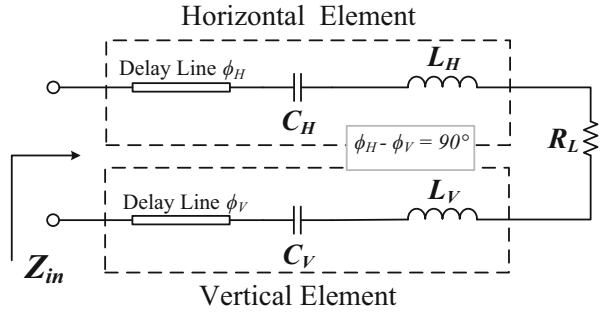 Horizontal Element
Delay Line ϕH
CH
LH
ϕH - ϕV = 90°
RL
Delay Line ϕV
CV
LV
Zin
Vertical Element